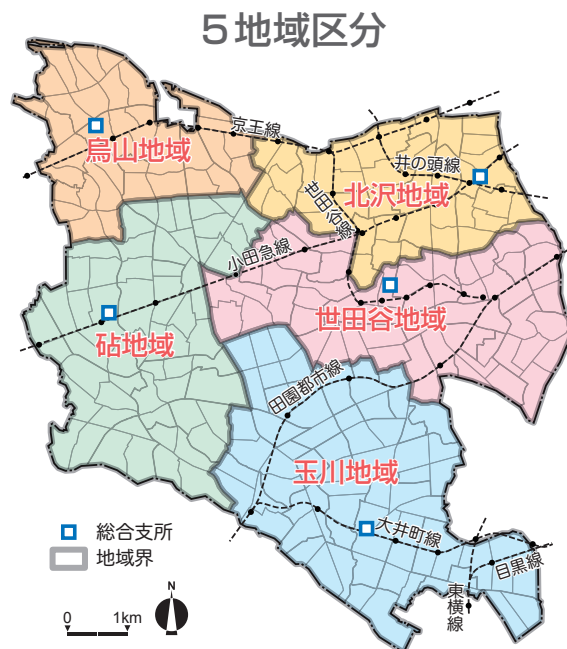 5地域区分
京王線
烏山地域
井の頭線
北沢地域
世田谷線
小田急線
世田谷地域
砧地域
田園都市線
玉川地域
大井町線
目黒線
東横線
総合支所
地域界
N
0 1km